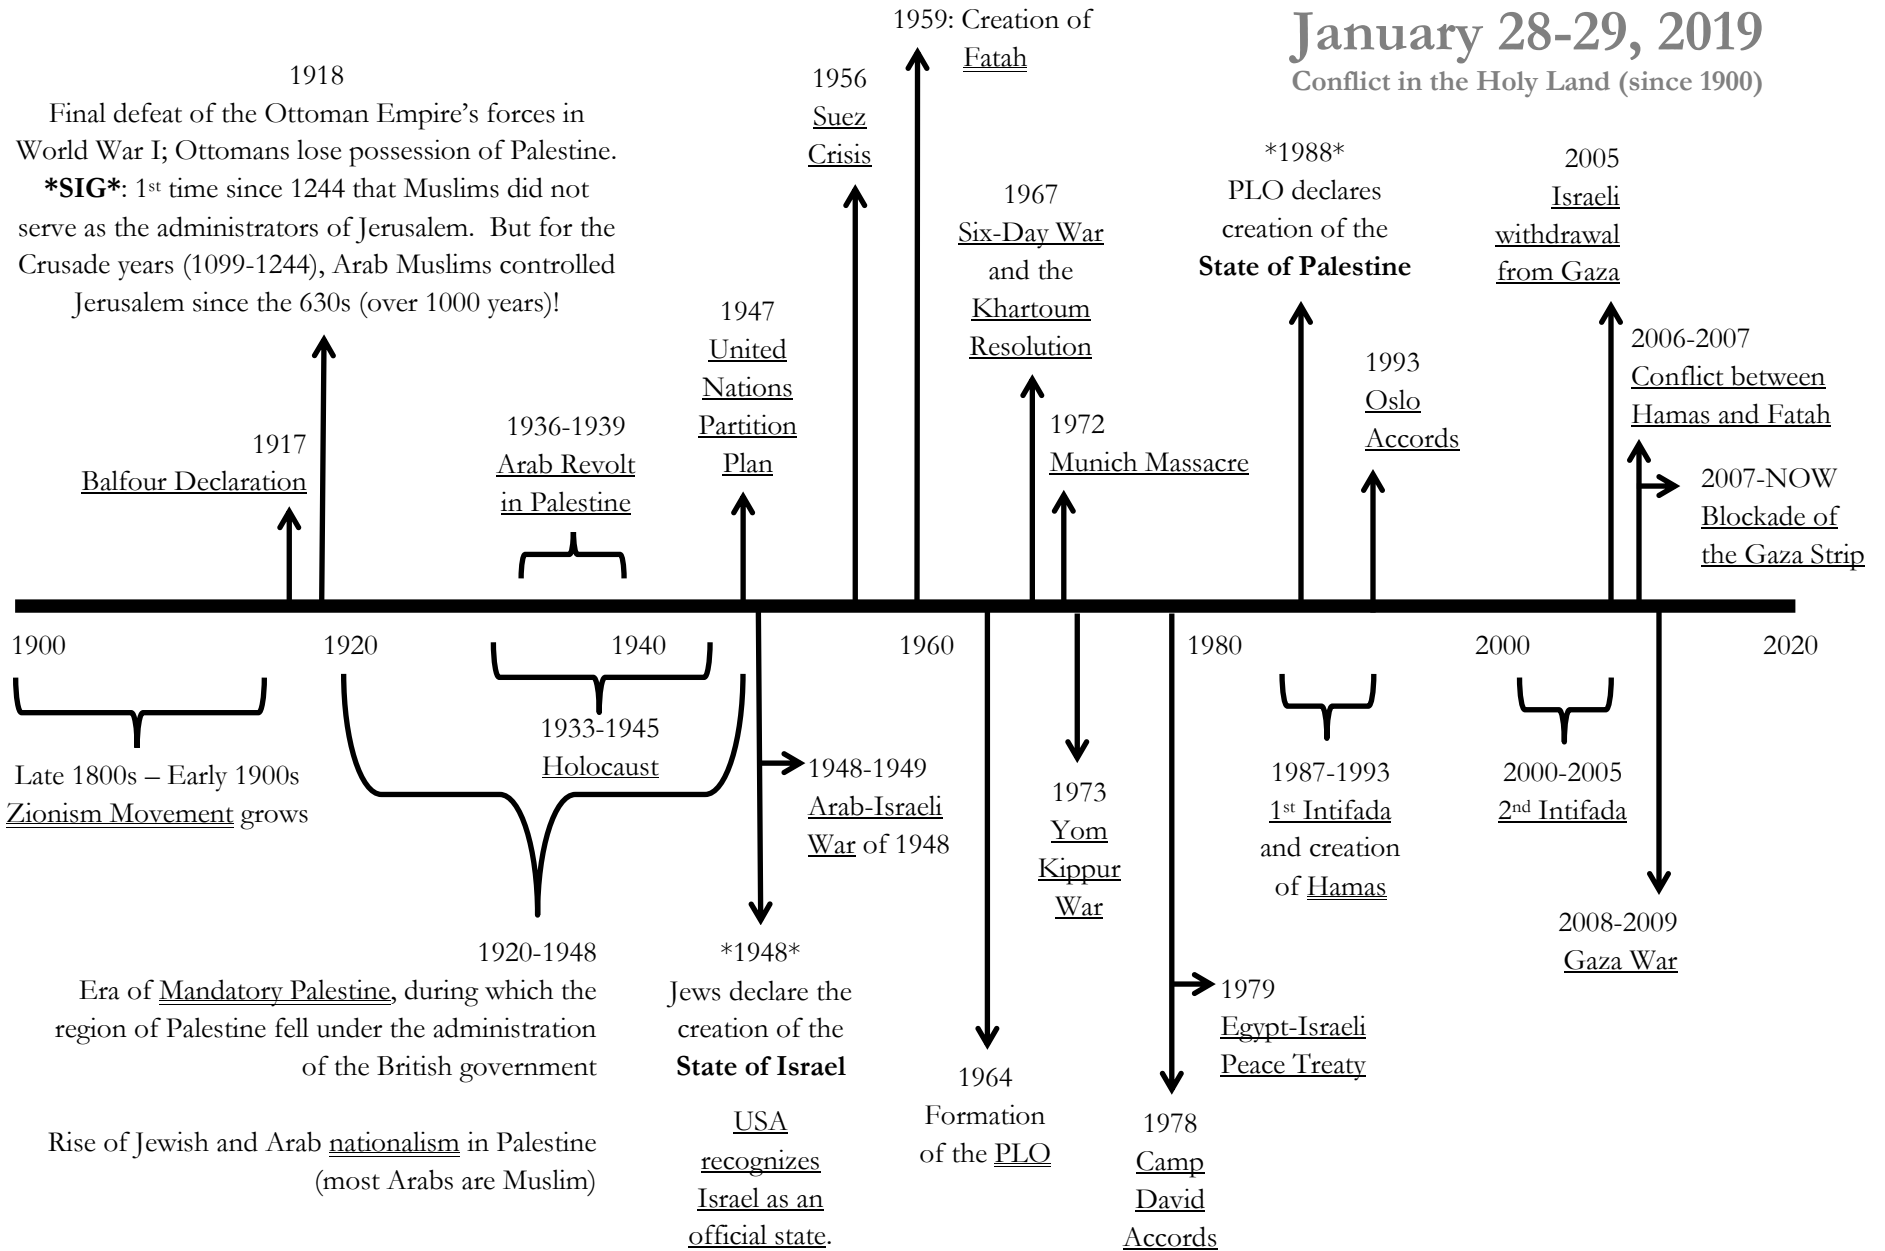 January 28-29, 2019
Conflict in the Holy Land (since 1900)
1918
Final defeat of the Ottoman Empire’s forces in
World War I; Ottomans lose possession of Palestine.
*SIG*: 1st time since 1244 that Muslims did not
serve as the administrators of Jerusalem.  But for the
Crusade years (1099-1244), Arab Muslims controlled
Jerusalem since the 630s (over 1000 years)!
1917
Balfour Declaration
1936-1939
Arab Revolt
in Palestine
1947
United
Nations
Partition
Plan
1956
Suez
Crisis
1959: Creation of
Fatah
1967
Six-Day War
and the
Khartoum
Resolution
1972
Munich Massacre
*1988*
PLO declares
creation of the
State of Palestine
1993
Oslo
Accords
2005
Israeli
withdrawal
from Gaza
2006-2007
Conflict between
Hamas and Fatah
2007-NOW
Blockade of
the Gaza Strip
1900
1920
1940
1960
1980
2000
2020
Late 1800s – Early 1900s
Zionism Movement grows
1933-1945
Holocaust
1920-1948
Era of Mandatory Palestine, during which the
region of Palestine fell under the administration
of the British government
Rise of Jewish and Arab nationalism in Palestine
(most Arabs are Muslim)
1948-1949
Arab-Israeli
War of 1948
*1948*
Jews declare the
creation of the
State of Israel
USA
recognizes
Israel as an
official state.
1964
Formation
of the PLO
1973
Yom
Kippur
War
1979
Egypt-Israeli
Peace Treaty
1978
Camp
David
Accords
1987-1993
1st Intifada
and creation
of Hamas
2000-2005
2nd Intifada
2008-2009
Gaza War